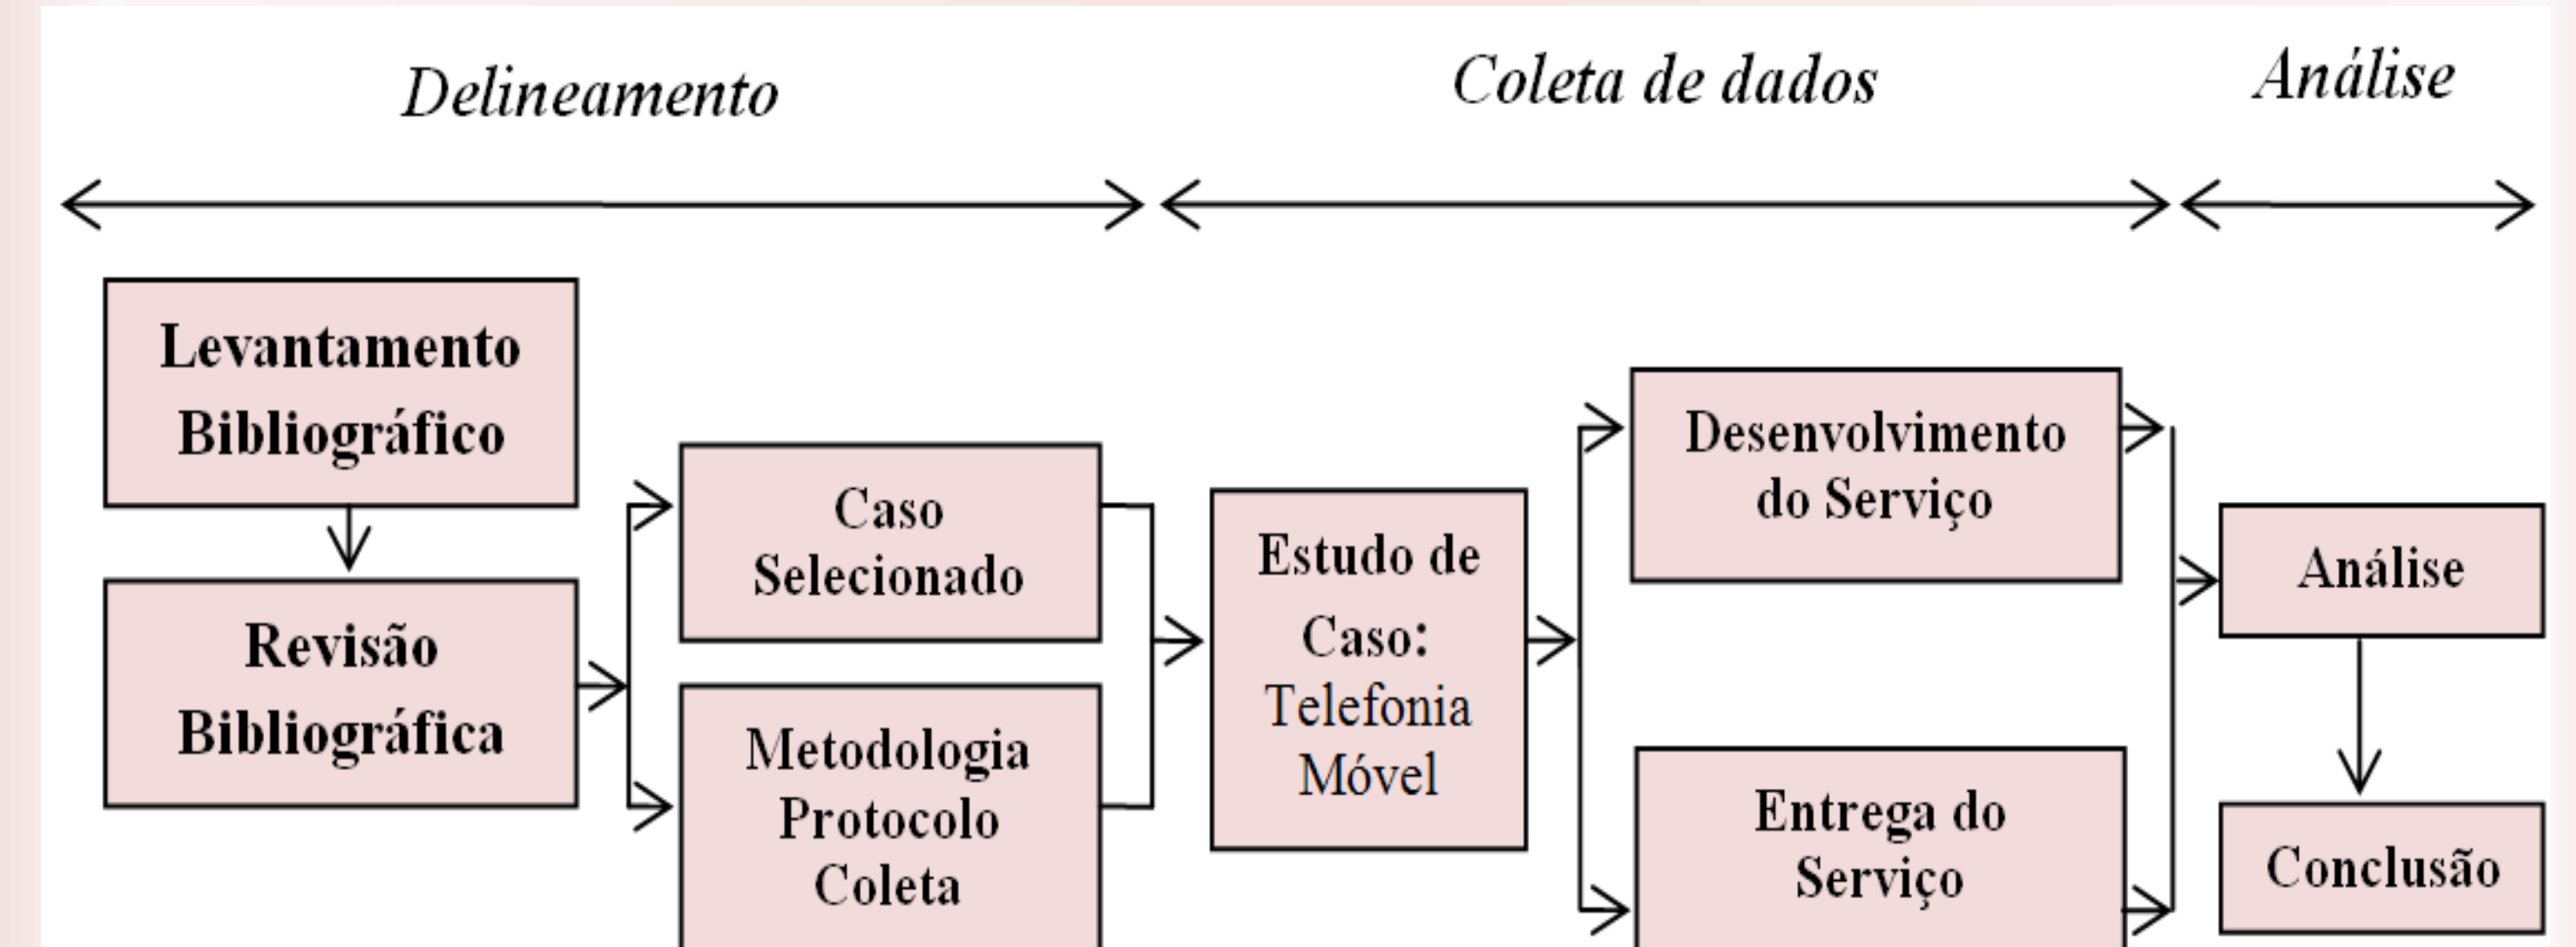 Delineamento
Coleta de dados
Análise
Levantamento
Bibliográfico
Revisão
Bibliográfica
Caso
Selecionado
Metodologia
Protocolo
Coleta
Estudo de
Caso:
Telefonia
Móvel
Desenvolvimento
do Serviço
Entrega do
Serviço
Análise
Conclusão